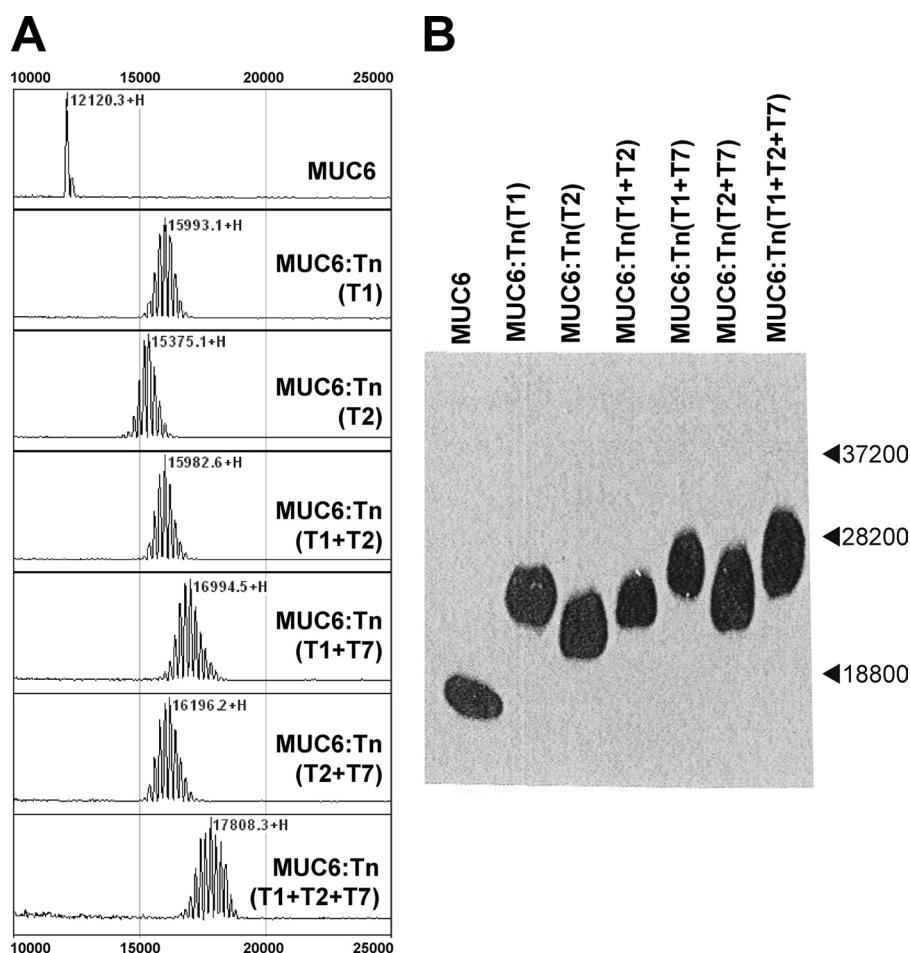 A
10000 15000 20000 25000
12120.3+H
MUC6
15993.1+H
MUC6:Tn
(T1)
15375.1+H
MUC6:Tn
(T2)
15982.6+H
MUC6:Tn
(T1+T2)
16994.5+H
MUC6:Tn
(T1+T7)
16196.2+H
MUC6:Tn
(T2+T7)
17808.3+H
MUC6:Tn
(T1+T2+T7)
10000 15000 20000 25000
B
MUC6
MUC6:Tn(T1)
MUC6:Tn(T2)
MUC6:Tn(T1+T2)
MUC6:Tn(T1+T7)
MUC6:Tn(T2+T7)
MUC6:Tn(T1+T2+T7)
37200
28200
18800